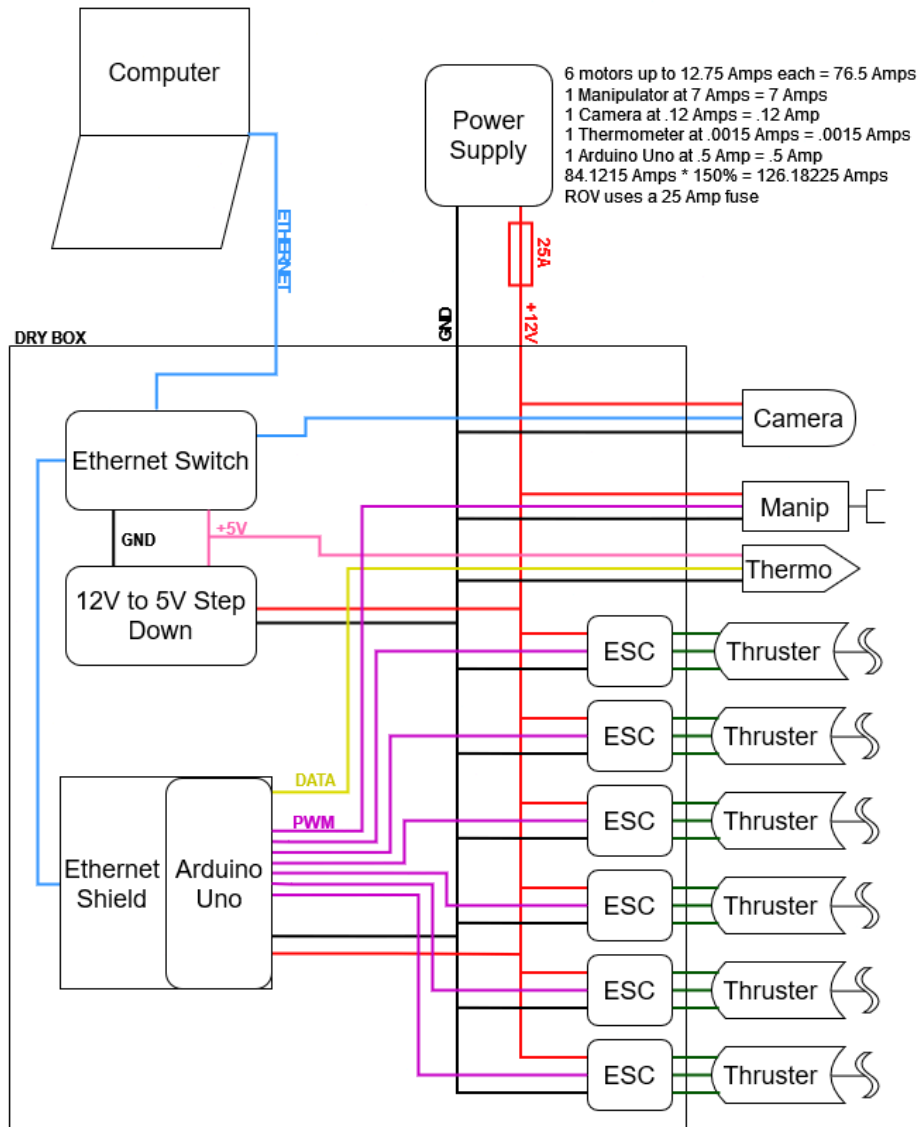 Computer
Power
Supply
6 motors up to 12.75 Amps each = 76.5 Amps
1 Manipulator at 7 Amps = 7 Amps
1 Camera at .12 Amp = .12 Amp
1 Thermometer at .0015 Amps = .0015 Amps
1 Arduino Uno at .5 Amp = .5 Amp
84.1215 Amps * 150% = 126.18225 Amps
ROV uses a 25 Amp fuse
ETHERNET
25A
GND
+12V
DRY BOX
Camera
Ethernet Switch
Manip
+5V
GND
Thermo
12V to 5V Step
Down
ESC
Thruster
ESC
Thruster
DATA
ESC
Thruster
PWM
Ethernet
Shield
Arduino
Uno
ESC
Thruster
ESC
Thruster
ESC
Thruster